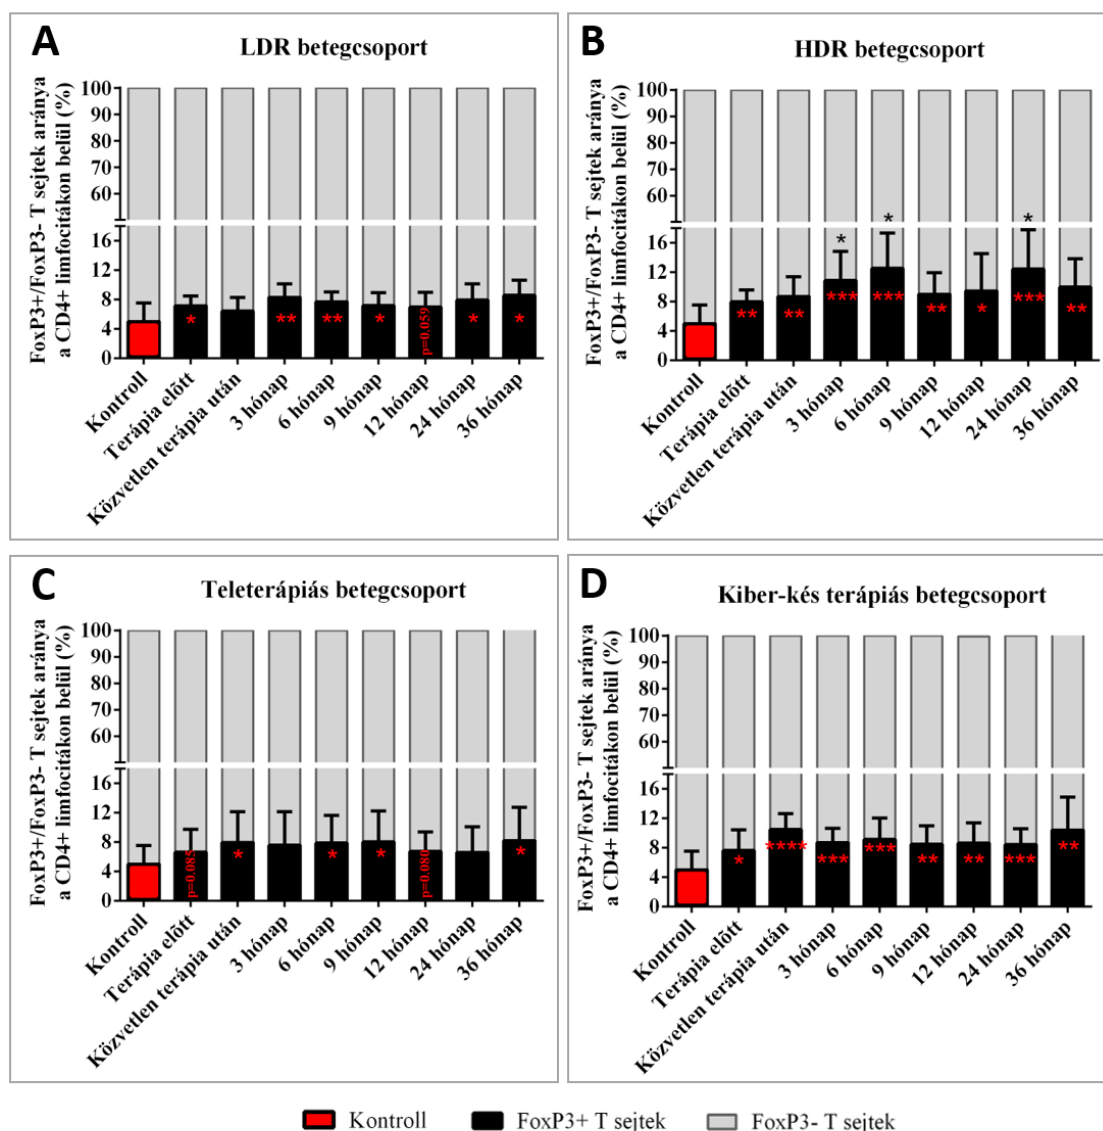 A
LDR betegcsoport
FoxP3+/FoxP3- T sejtek aránya
a CD4+ limfocitákon belül (%)
100
90
80
70
60
16
12
8
4
0
*
**
**
*
p=0.059
*
*
Kontroll
Terápia előtt
Közvetlen terápia után
3 hónap
6 hónap
9 hónap
12 hónap
24 hónap
36 hónap
B
HDR betegcsoport
FoxP3+/FoxP3- T sejtek aránya
a CD4+ limfocitákon belül (%)
100
90
80
70
60
16
12
8
4
0
*
*
*
**
**
***
***
**
*
***
**
Kontroll
Terápia előtt
Közvetlen terápia után
3 hónap
6 hónap
9 hónap
12 hónap
24 hónap
36 hónap
C
Teleterápiás betegcsoport
FoxP3+/FoxP3- T sejtek aránya
a CD4+ limfocitákon belül (%)
100
90
80
70
60
16
12
8
4
0
p=0.085
*
*
*
p=0.080
*
Kontroll
Terápia előtt
Közvetlen terápia után
3 hónap
6 hónap
9 hónap
12 hónap
24 hónap
36 hónap
D
Kiber-kés terápiás betegcsoport
FoxP3+/FoxP3- T sejtek aránya
a CD4+ limfocitákon belül (%)
100
90
80
70
60
16
12
8
4
0
*
****
***
***
**
**
***
**
Kontroll
Terápia előtt
Közvetlen terápia után
3 hónap
6 hónap
9 hónap
12 hónap
24 hónap
36 hónap
Kontroll
FoxP3+ T sejtek
FoxP3- T sejtek